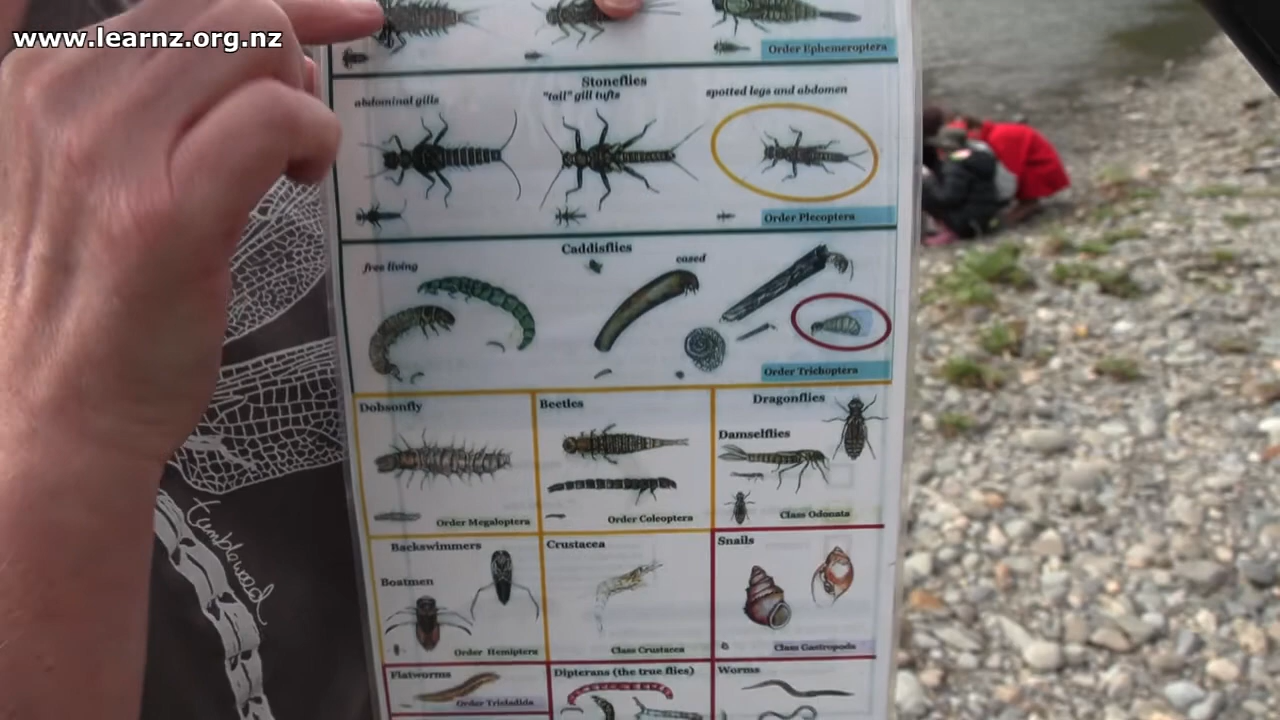 www.learnz.org.nz
Order Ephemeroptera
Stoneflies
abdominal gills
"tail" gill tufts
spotted legs and abdomen
Order Plecoptera
Caddisflies
free living
cased
Order Trichoptera
Dobsonfly
Order Megaloptera
Beetles
Order Coleoptera
Dragonflies
Damselflies
Class Odonata
Backswimmers
Boatmen
Order Hemiptera
Crustacea
Class Crustacea
Snails
Class Gastropoda
Flatworms
Order Tricladida
Dipterans (the true flies)
Worms
tumbleweed